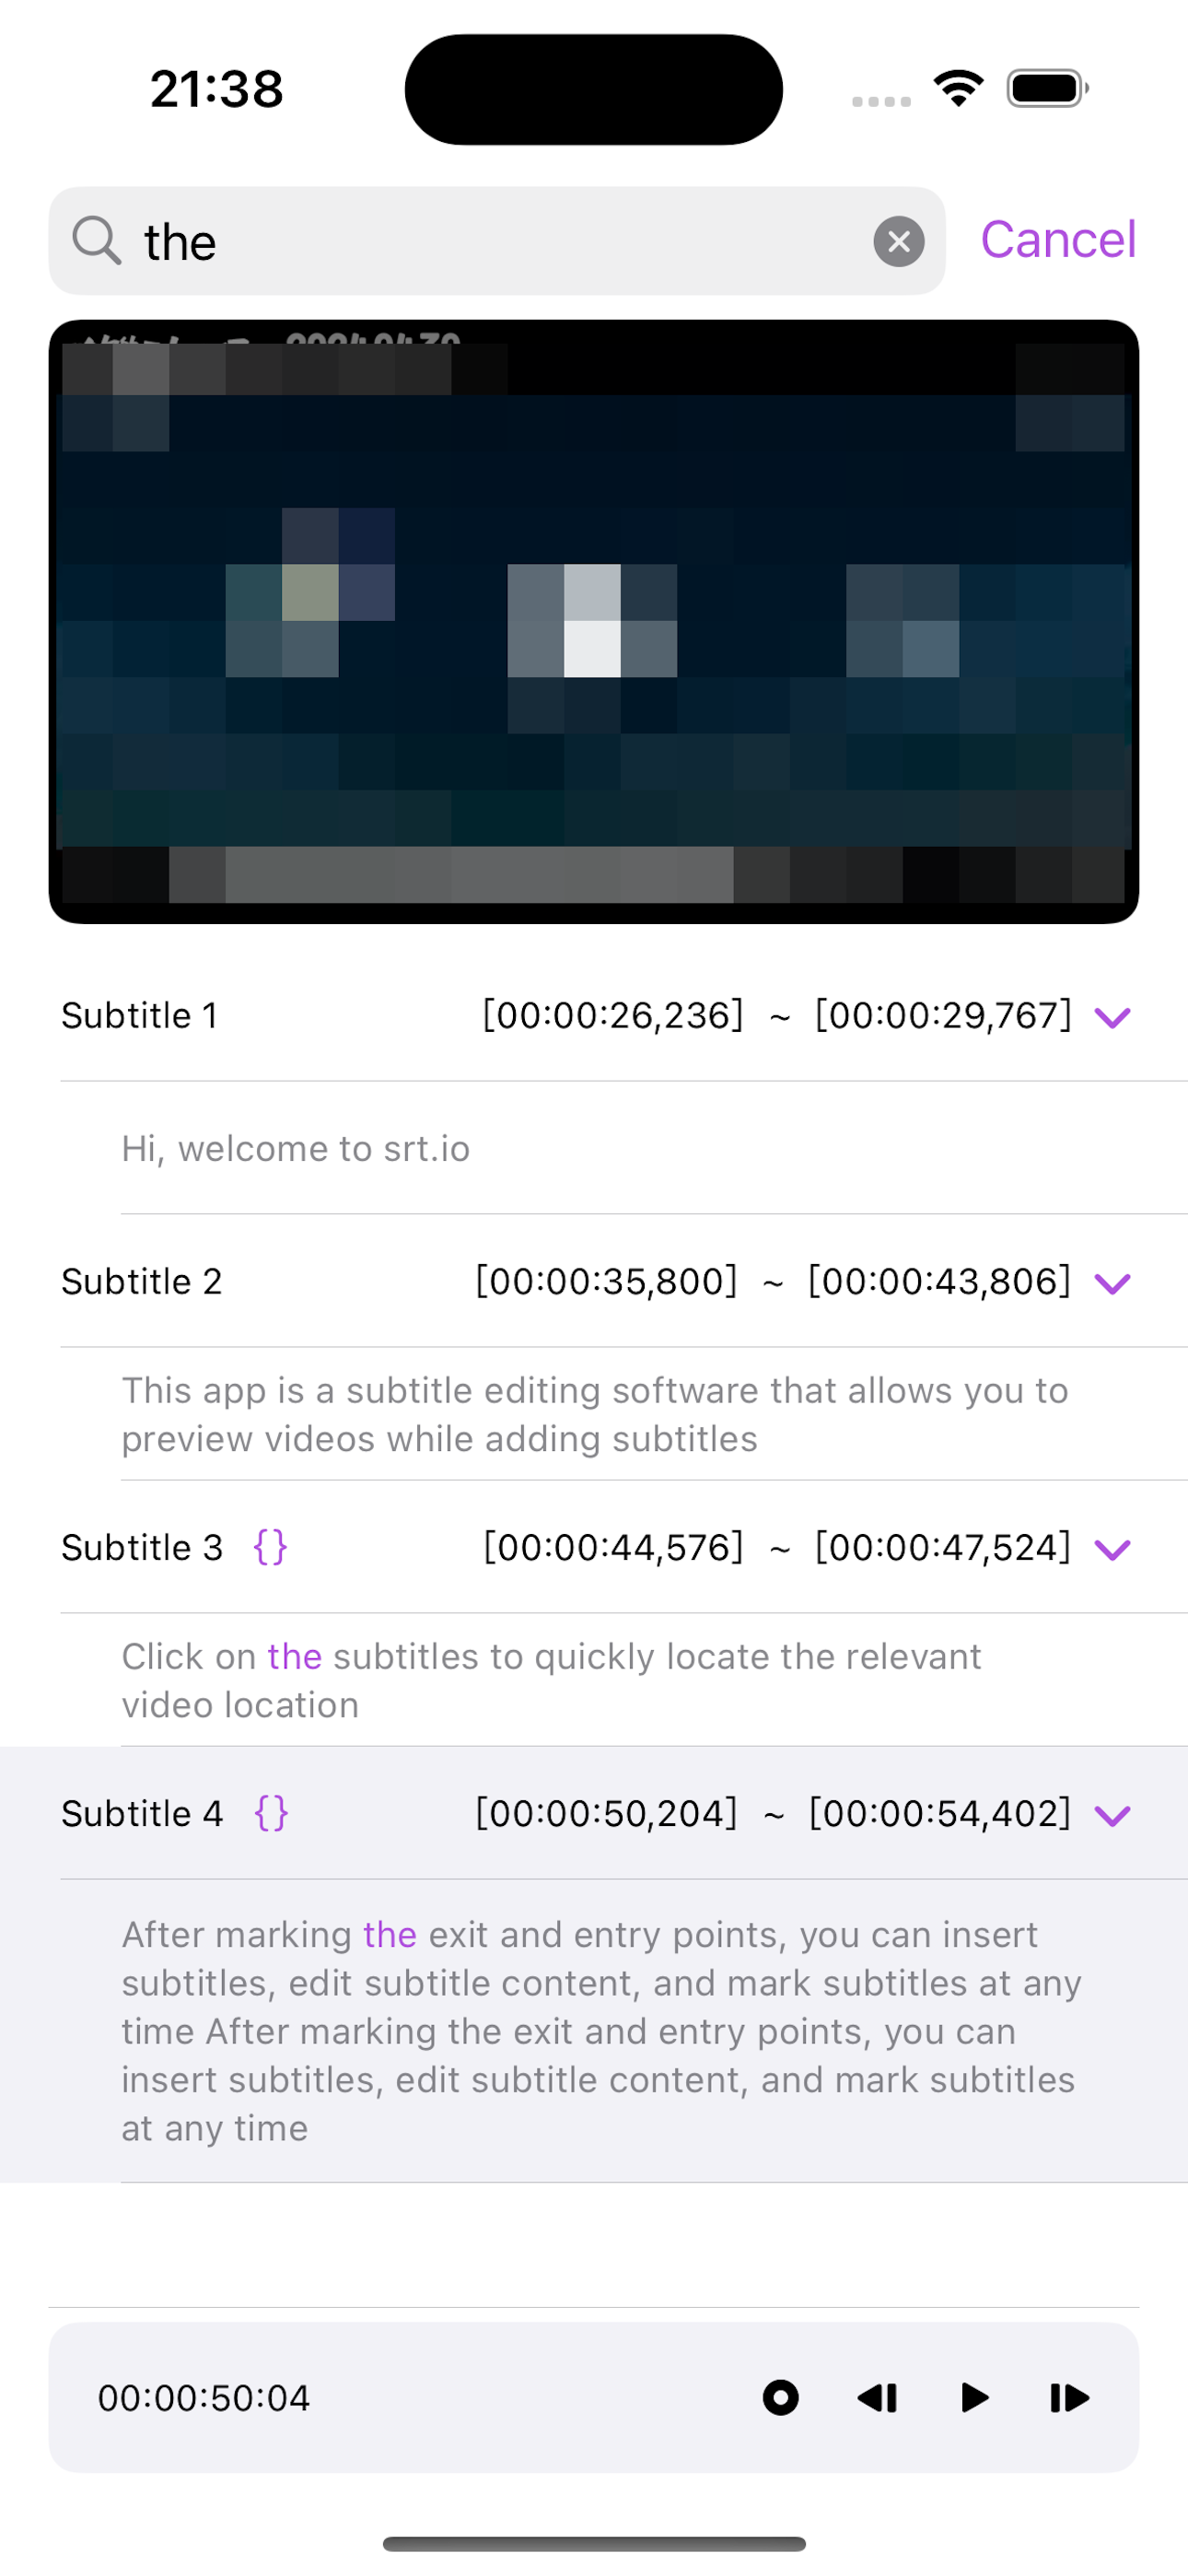 21:38
the
Cancel
Subtitle 1 [00:00:26,236] ~ [00:00:29,767]
Hi, welcome to srt.io
Subtitle 2 [00:00:35,800] ~ [00:00:43,806]
This app is a subtitle editing software that allows you to
preview videos while adding subtitles
Subtitle 3 {} [00:00:44,576] ~ [00:00:47,524]
Click on the subtitles to quickly locate the relevant
video location
Subtitle 4 {} [00:00:50,204] ~ [00:00:54,402]
After marking the exit and entry points, you can insert
subtitles, edit subtitle content, and mark subtitles at any
time After marking the exit and entry points, you can
insert subtitles, edit subtitle content, and mark subtitles
at any time
00:00:50:04